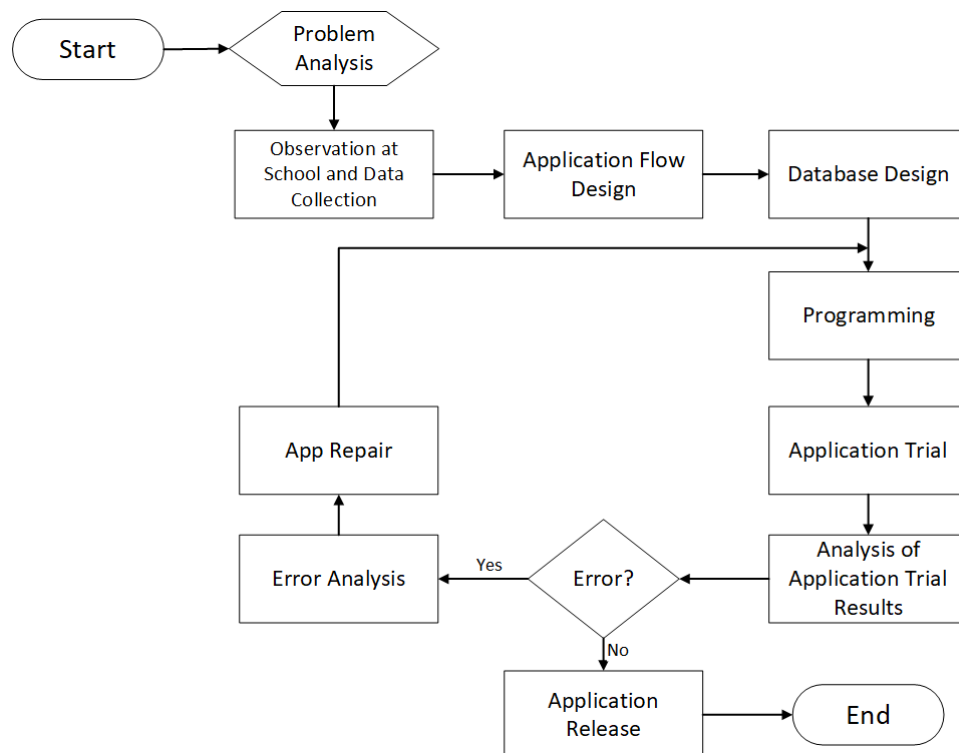 Start
Problem
Analysis
Observation at
School and Data
Collection
Application Flow
Design
Database Design
Programming
App Repair
Application Trial
Error Analysis
Yes
Error?
Analysis of
Application Trial
Results
No
Application
Release
End